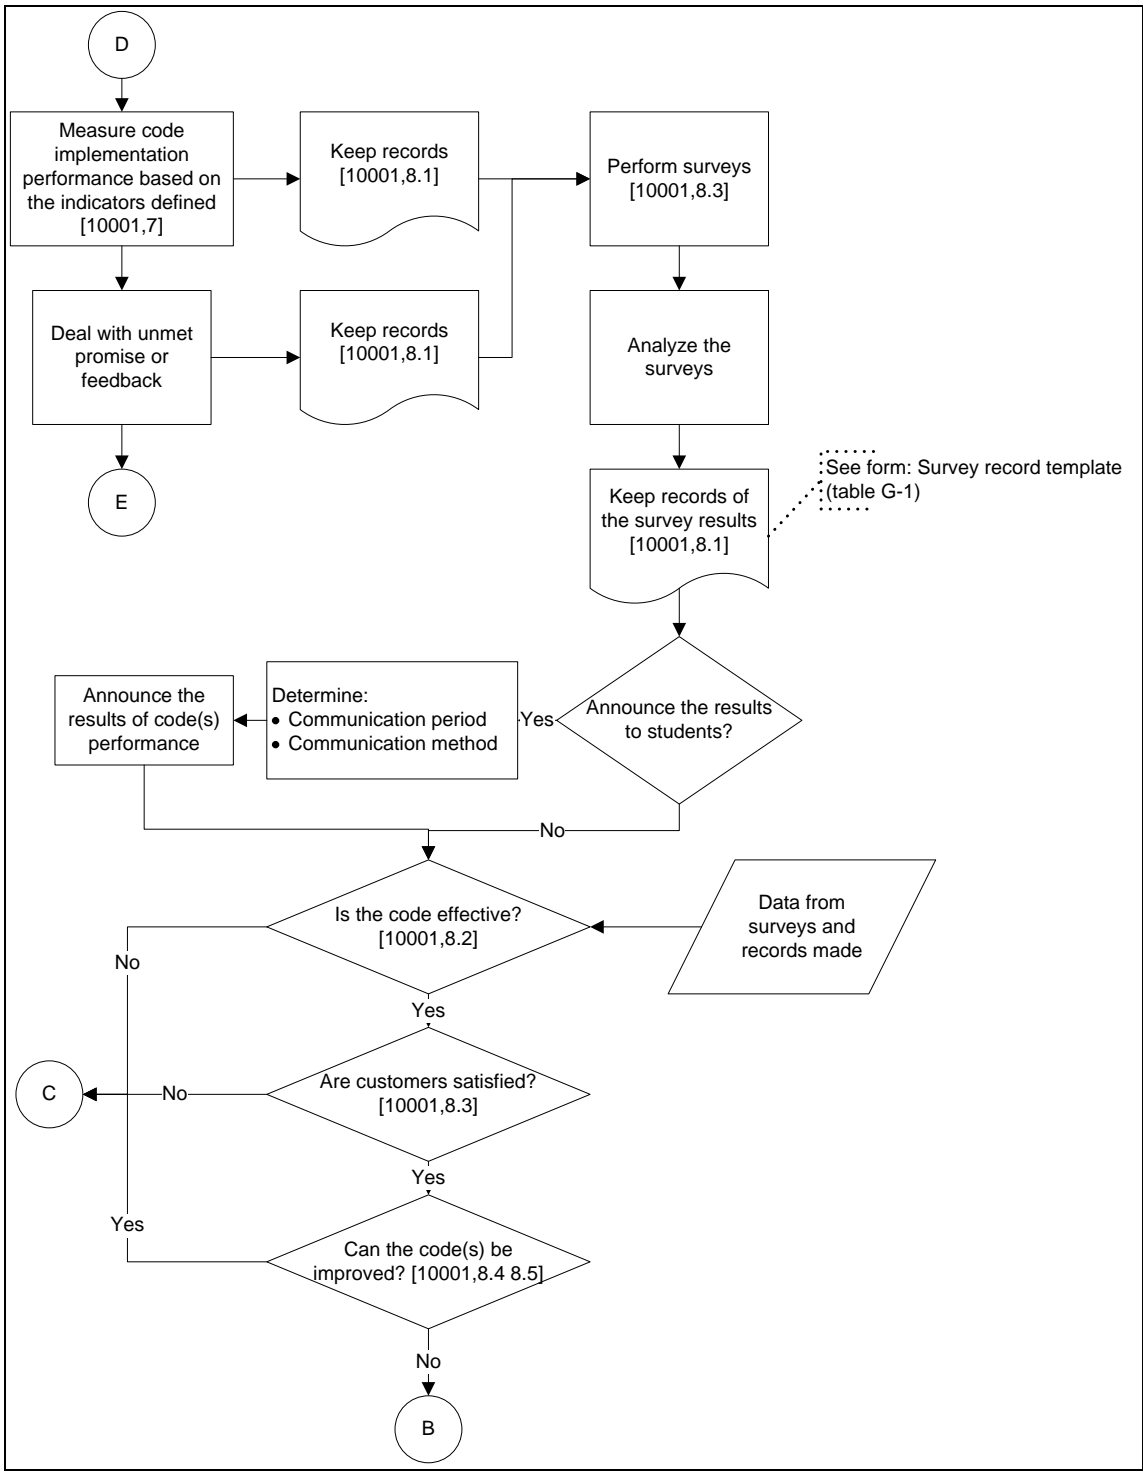 D
Measure code
implementation
performance based on
the indicators defined
[10001,7]
Keep records
[10001,8.1]
Perform surveys
[10001,8.3]
Deal with unmet
promise or
feedback
Keep records
[10001,8.1]
Analyze the
surveys
E
Keep records of
the survey results
[10001,8.1]
See form: Survey record template
(table G-1)
Announce the
results of code(s)
performance
Determine:
• Communication period
• Communication method
Yes
Announce the results
to students?
No
Is the code effective?
[10001,8.2]
Data from
surveys and
records made
No
Yes
C
No
Are customers satisfied?
[10001,8.3]
Yes
Yes
Can the code(s) be
improved? [10001,8.4 8.5]
No
B